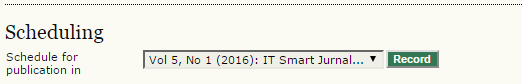 Scheduling
Schedule for publication in
Vol 5, No 1 (2016): IT Smart Jurnal... Record